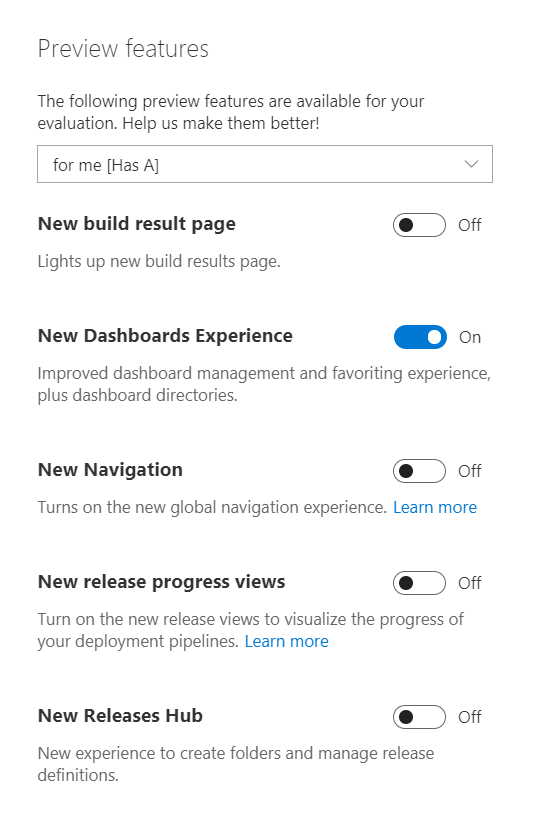 Preview features
The following preview features are available for your
evaluation. Help us make them better!
for me [Has A]
New build result page
Off
Lights up new build results page.
New Dashboards Experience
On
Improved dashboard management and favoriting experience,
plus dashboard directories.
New Navigation
Off
Turns on the new global navigation experience. Learn more
New release progress views
Off
Turn on the new release views to visualize the progress of
your deployment pipelines. Learn more
New Releases Hub
Off
New experience to create folders and manage release
definitions.